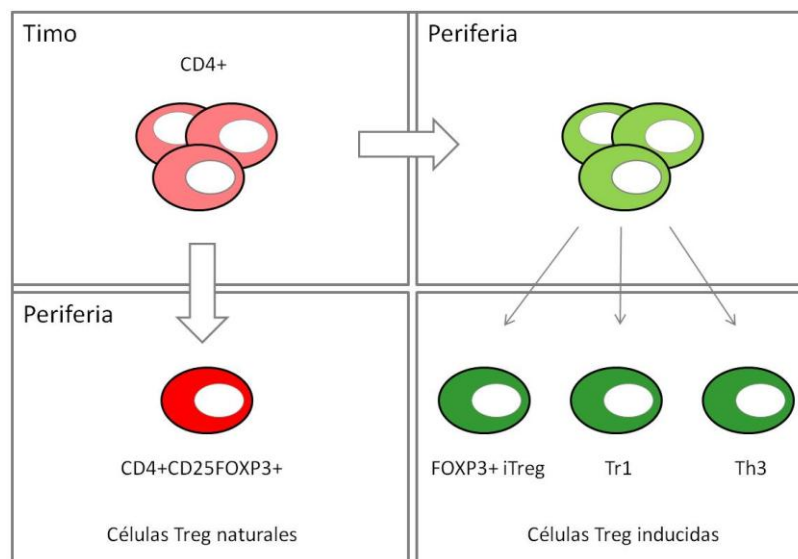 Timo
CD4+
Periferia
Periferia
CD4+CD25FOXP3+
Células Treg naturales
FOXP3+ iTreg
Tr1
Th3
Células Treg inducidas